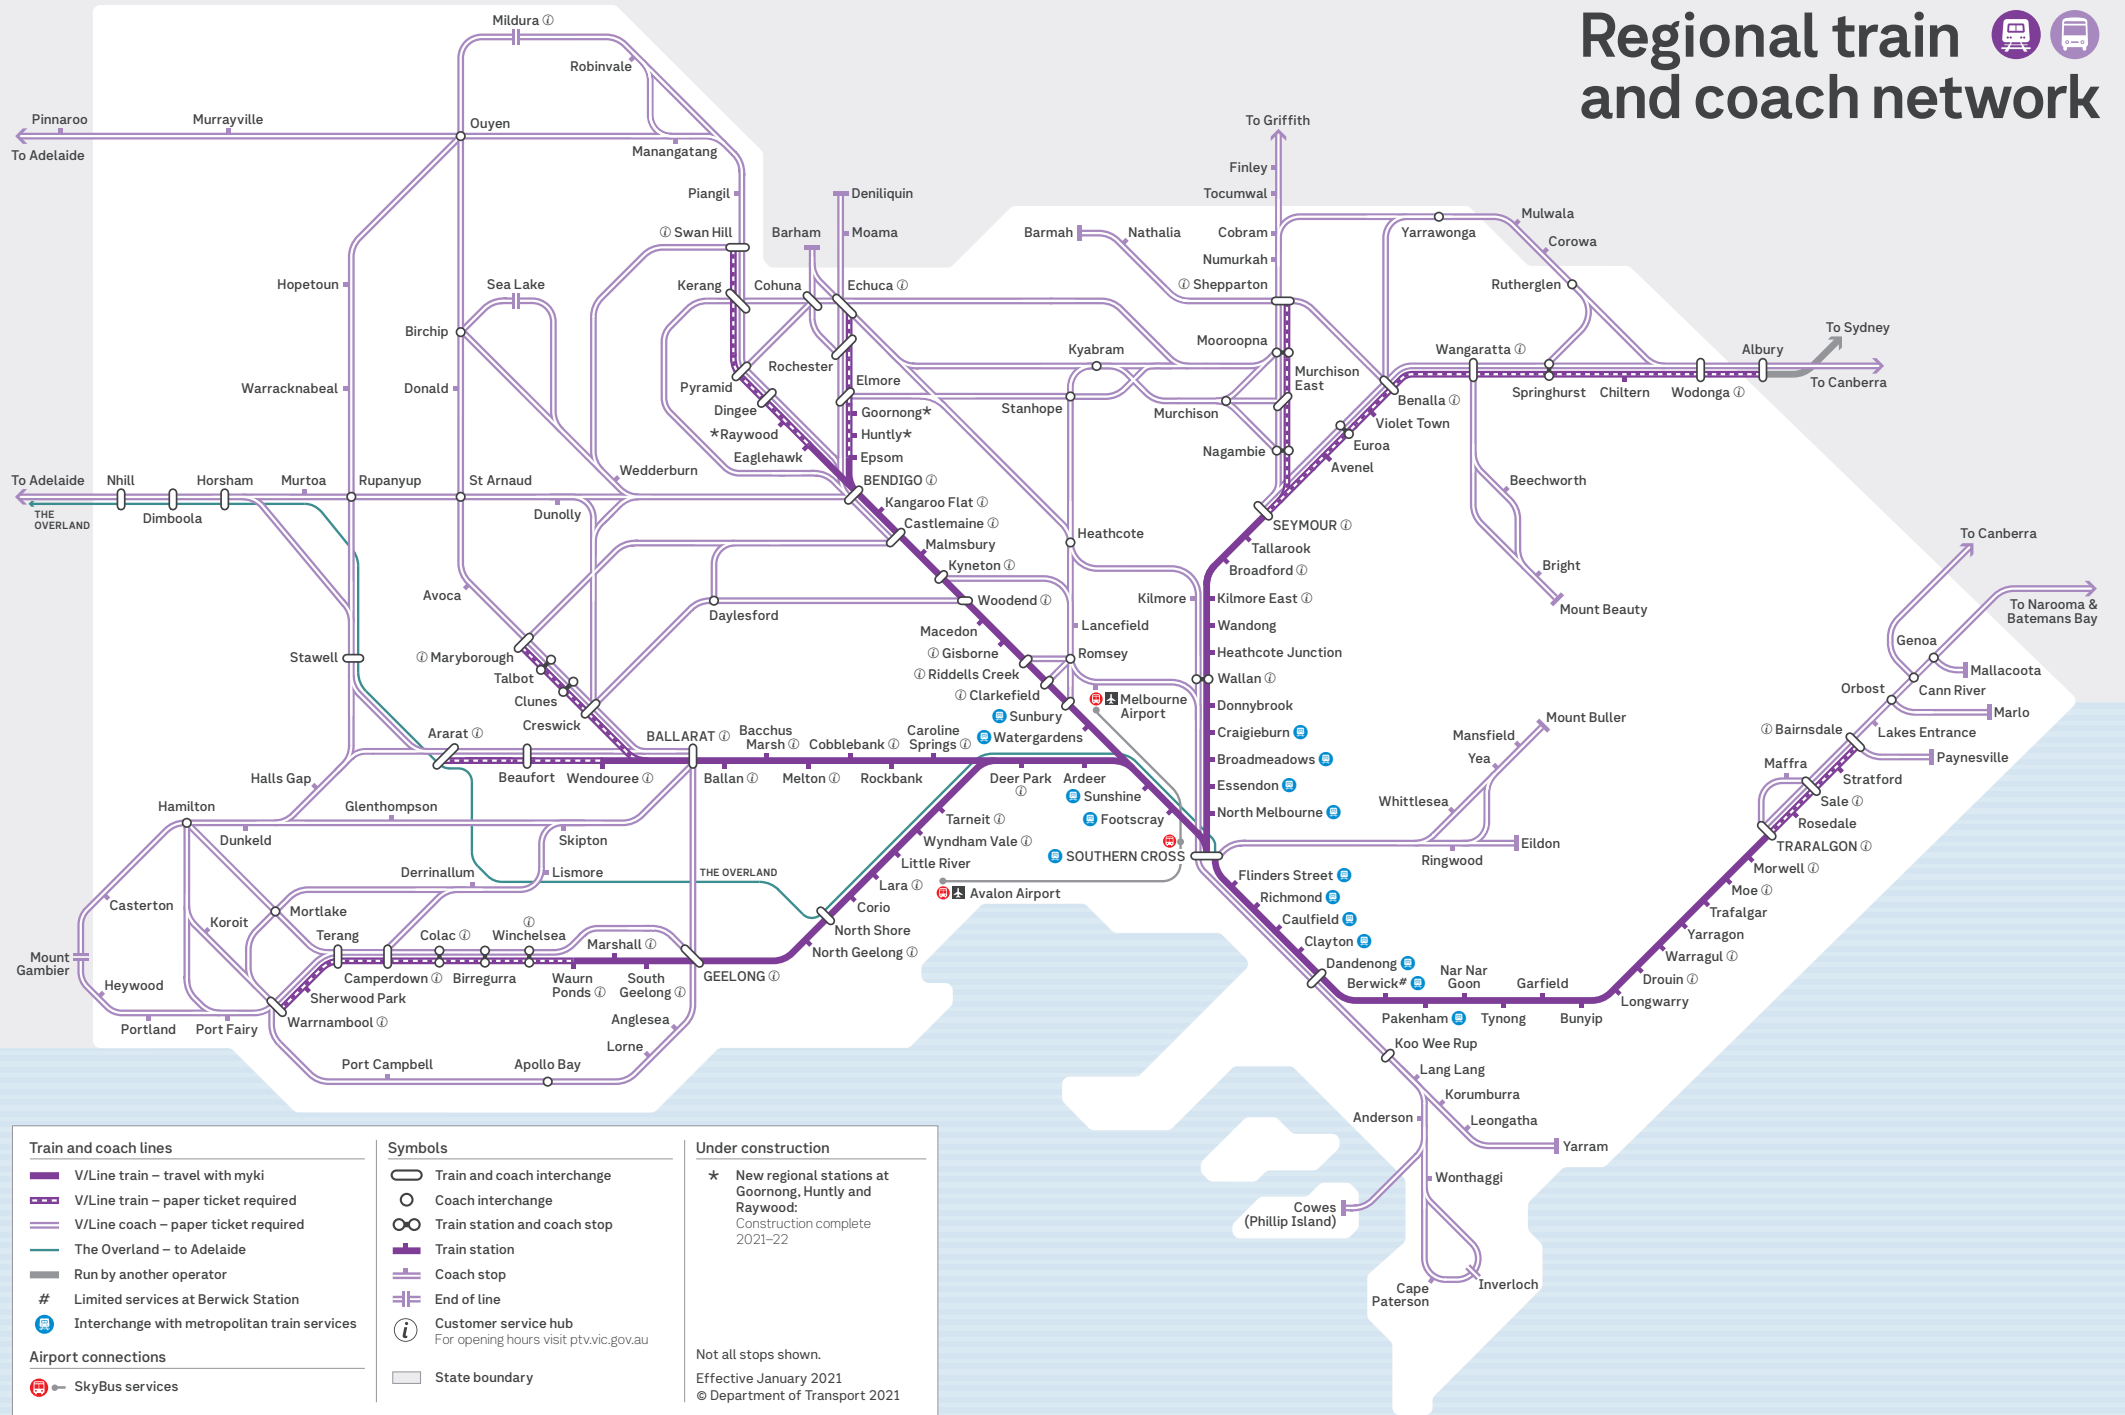 Regional train
and coach network
Mildura
Robinvale
Pinnaroo
Murrayville
Ouyen
To Adelaide
Manangatang
Piangil
Deniliquin
Swan Hill
Barham
Moama
To Griffith
Finley
Tocumwal
Barmah
Nathalia
Cobram
Yarrawonga
Mulwala
Corowa
Numurkah
Hopetoun
Sea Lake
Kerang
Cohuna
Echuca
Shepparton
Rutherglen
Birchip
Mooroopna
Kyabram
Wangaratta
Albury
To Sydney
To Canberra
Rochester
Murchison
East
Warracknabeal
Donald
Pyramid
Elmore
Springhurst
Chiltern
Wodonga
Dingee
Goornong*
Stanhope
Murchison
Benalla
Violet Town
*Raywood
Huntly*
Euroa
Eaglehawk
Epsom
Nagambie
Avenel
To Adelaide
Nhill
Horsham
Murtoa
Rupanyup
St Arnaud
Wedderburn
BENDIGO
Beechworth
THE
OVERLAND
Dimboola
Dunolly
Kangaroo Flat
Castlemaine
SEYMOUR
Heathcote
Malmsbury
Tallarook
Kyneton
Broadford
Bright
To Canberra
Avoca
Daylesford
Woodend
Kilmore
Kilmore East
Mount Beauty
To Narooma &
Batemans Bay
Macedon
Lancefield
Wandong
Genoa
Stawell
Maryborough
Gisborne
Romsey
Heathcote Junction
Mallacoota
Talbot
Riddells Creek
Wallan
Cann River
Clunes
Clarkefield
Melbourne
Airport
Donnybrook
Orbost
Marlo
Creswick
Sunbury
Craigieburn
Mount Buller
Bairnsdale
Lakes Entrance
Ararat
BALLARAT
Bacchus
Marsh
Cobblebank
Caroline
Springs
Watergardens
Mansfield
Yea
Broadmeadows
Paynesville
Halls Gap
Beaufort
Wendouree
Ballan
Melton
Rockbank
Deer Park
Ardeer
Maffra
Stratford
Hamilton
Glenthompson
Sunshine
Essendon
Whittlesea
Sale
Dunkeld
Skipton
Tarneit
Footscray
North Melbourne
Rosedale
Wyndham Vale
SOUTHERN CROSS
Ringwood
Eildon
TRARALGON
Derrinallum
Lismore
THE OVERLAND
Little River
Lara
Avalon Airport
Flinders Street
Morwell
Casterton
Mortlake
Corio
Richmond
Moe
Koroit
Terang
Colac
Winchelsea
North Shore
Caulfield
Trafalgar
Marshall
North Geelong
Clayton
Yarragon
Mount
Gambier
Camperdown
Birregurra
Waurn
Ponds
South
Geelong
GEELONG
Dandenong
Warragul
Heywood
Sherwood Park
Berwick#
Nar Nar
Goon
Garfield
Drouin
Portland
Port Fairy
Warrnambool
Anglesea
Pakenham
Tynong
Bunyip
Longwarry
Lorne
Koo Wee Rup
Port Campbell
Apollo Bay
Lang Lang
Korumburra
Anderson
Leongatha
Yarram
Wonthaggi
Cowes
(Phillip Island)
Cape
Paterson
Inverloch
Train and coach lines
V/Line train – travel with myki
V/Line train – paper ticket required
V/Line coach – paper ticket required
The Overland – to Adelaide
Run by another operator
# Limited services at Berwick Station
Interchange with metropolitan train services
Airport connections
SkyBus services
Symbols
Train and coach interchange
Coach interchange
Train station and coach stop
Train station
Coach stop
End of line
i Customer service hub
For opening hours visit ptv.vic.gov.au
State boundary
Under construction
* New regional stations at
Goornong, Huntly and
Raywood:
Construction complete
2021–22
Not all stops shown.
Effective January 2021
© Department of Transport 2021